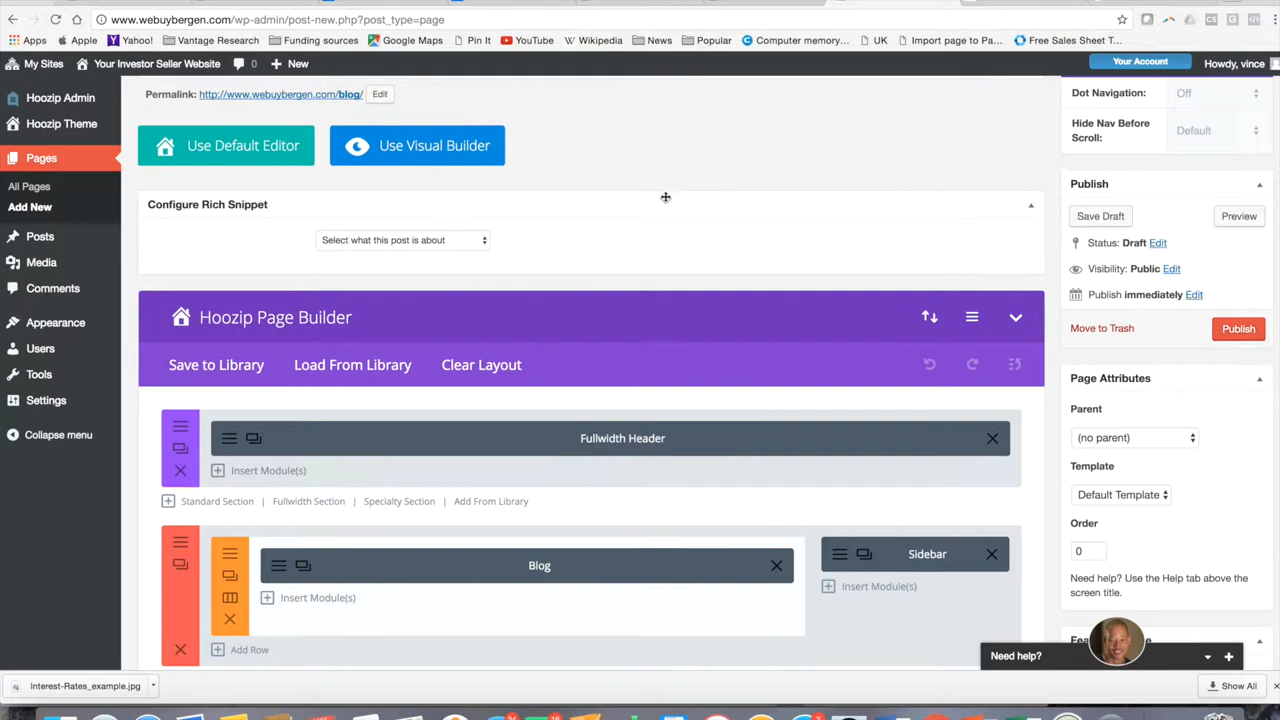 www.webuybergen.com/wp-admin/post-new.php?post_type=page
Apps Apple Yahoo! Vantage Research Funding sources Google Maps Pin It YouTube Wikipedia News Popular Computer memory... UK Import page to Pa... Free Sales Sheet T...
My Sites Your Investor Seller Website 0 New Your Account Howdy, vince
Hoozip Admin
Hoozip Theme
Pages
All Pages
Add New
Posts
Media
Comments
Appearance
Users
Tools
Settings
Collapse menu
Permalink: http://www.webuybergen.com/blog/ Edit
Use Default Editor Use Visual Builder
Configure Rich Snippet
Select what this post is about
Hoozip Page Builder
Save to Library Load From Library Clear Layout
Fullwidth Header
Insert Module(s)
Standard Section | Fullwidth Section | Specialty Section | Add From Library
Blog Sidebar
Insert Module(s) Insert Module(s)
Add Row
Dot Navigation: Off
Hide Nav Before
Scroll: Default
Publish
Save Draft Preview
Status: Draft Edit
Visibility: Public Edit
Publish immediately Edit
Move to Trash Publish
Page Attributes
Parent
(no parent)
Template
Default Template
Order
0
Need help? Use the Help tab above the
screen title.
Need help?
Interest-Rates_example.jpg Show All